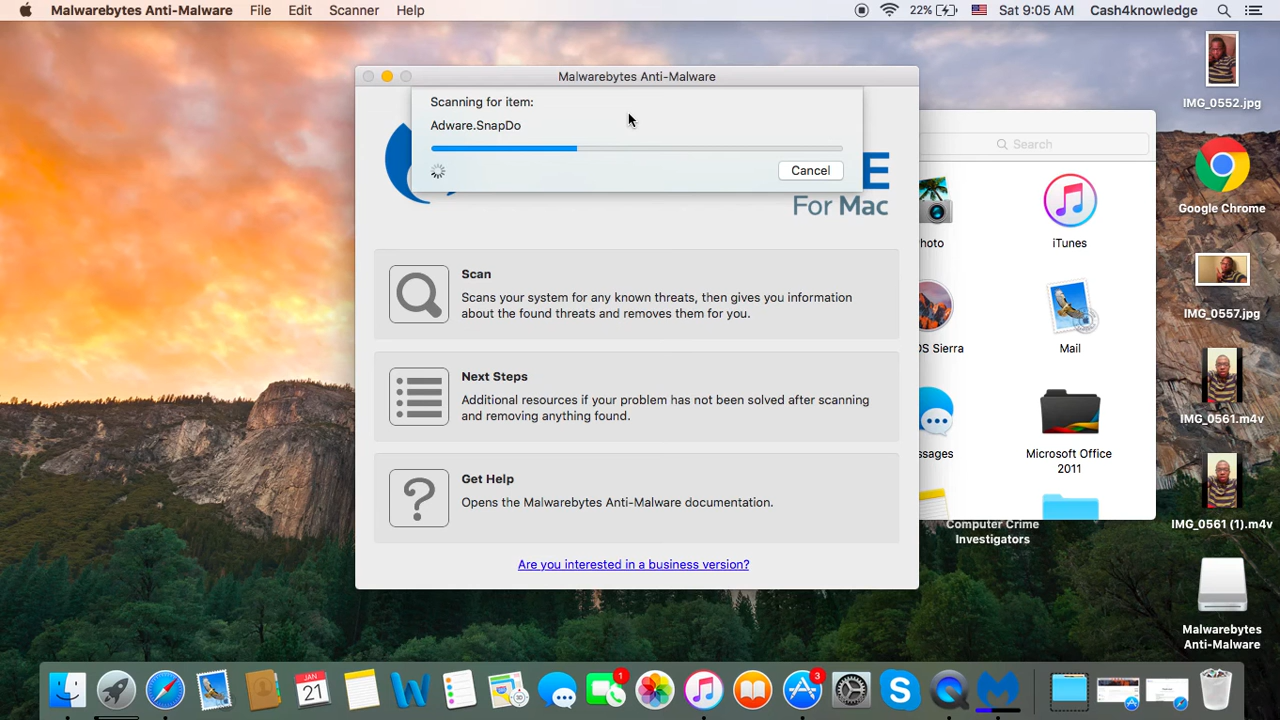 Malwarebytes Anti-Malware File Edit Scanner Help 22% Sat 9:05 AM Cash4knowledge
Malwarebytes Anti-Malware
Scanning for item:
Adware.SnapDo
Cancel
E
For Mac
Scan
Scans your system for any known threats, then gives you information
about the found threats and removes them for you.
Next Steps
Additional resources if your problem has not been solved after scanning
and removing anything found.
Get Help
Opens the Malwarebytes Anti-Malware documentation.
Are you interested in a business version?
Search
hoto
iTunes
OS Sierra
Mail
ssages
Microsoft Office
2011
Computer Crime
Investigators
IMG_0552.jpg
Google Chrome
IMG_0557.jpg
IMG_0561.m4v
IMG_0561 (1).m4v
Malwarebytes
Anti-Malware
JAN
21
1
3